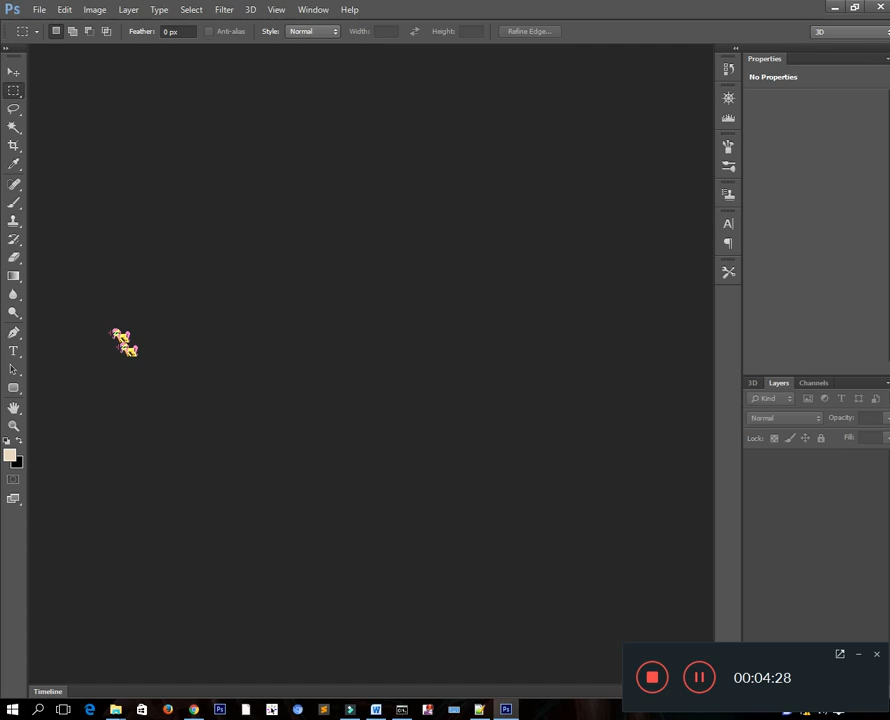 Ps File Edit Image Layer Type Select Filter 3D View Window Help
Feather: 0 px Anti-alias Style: Normal Width: Height: Refine Edge... 3D
Properties
No Properties
3D Layers Channels
Kind T
Normal Opacity:
Lock: Fill:
00:04:28
Timeline